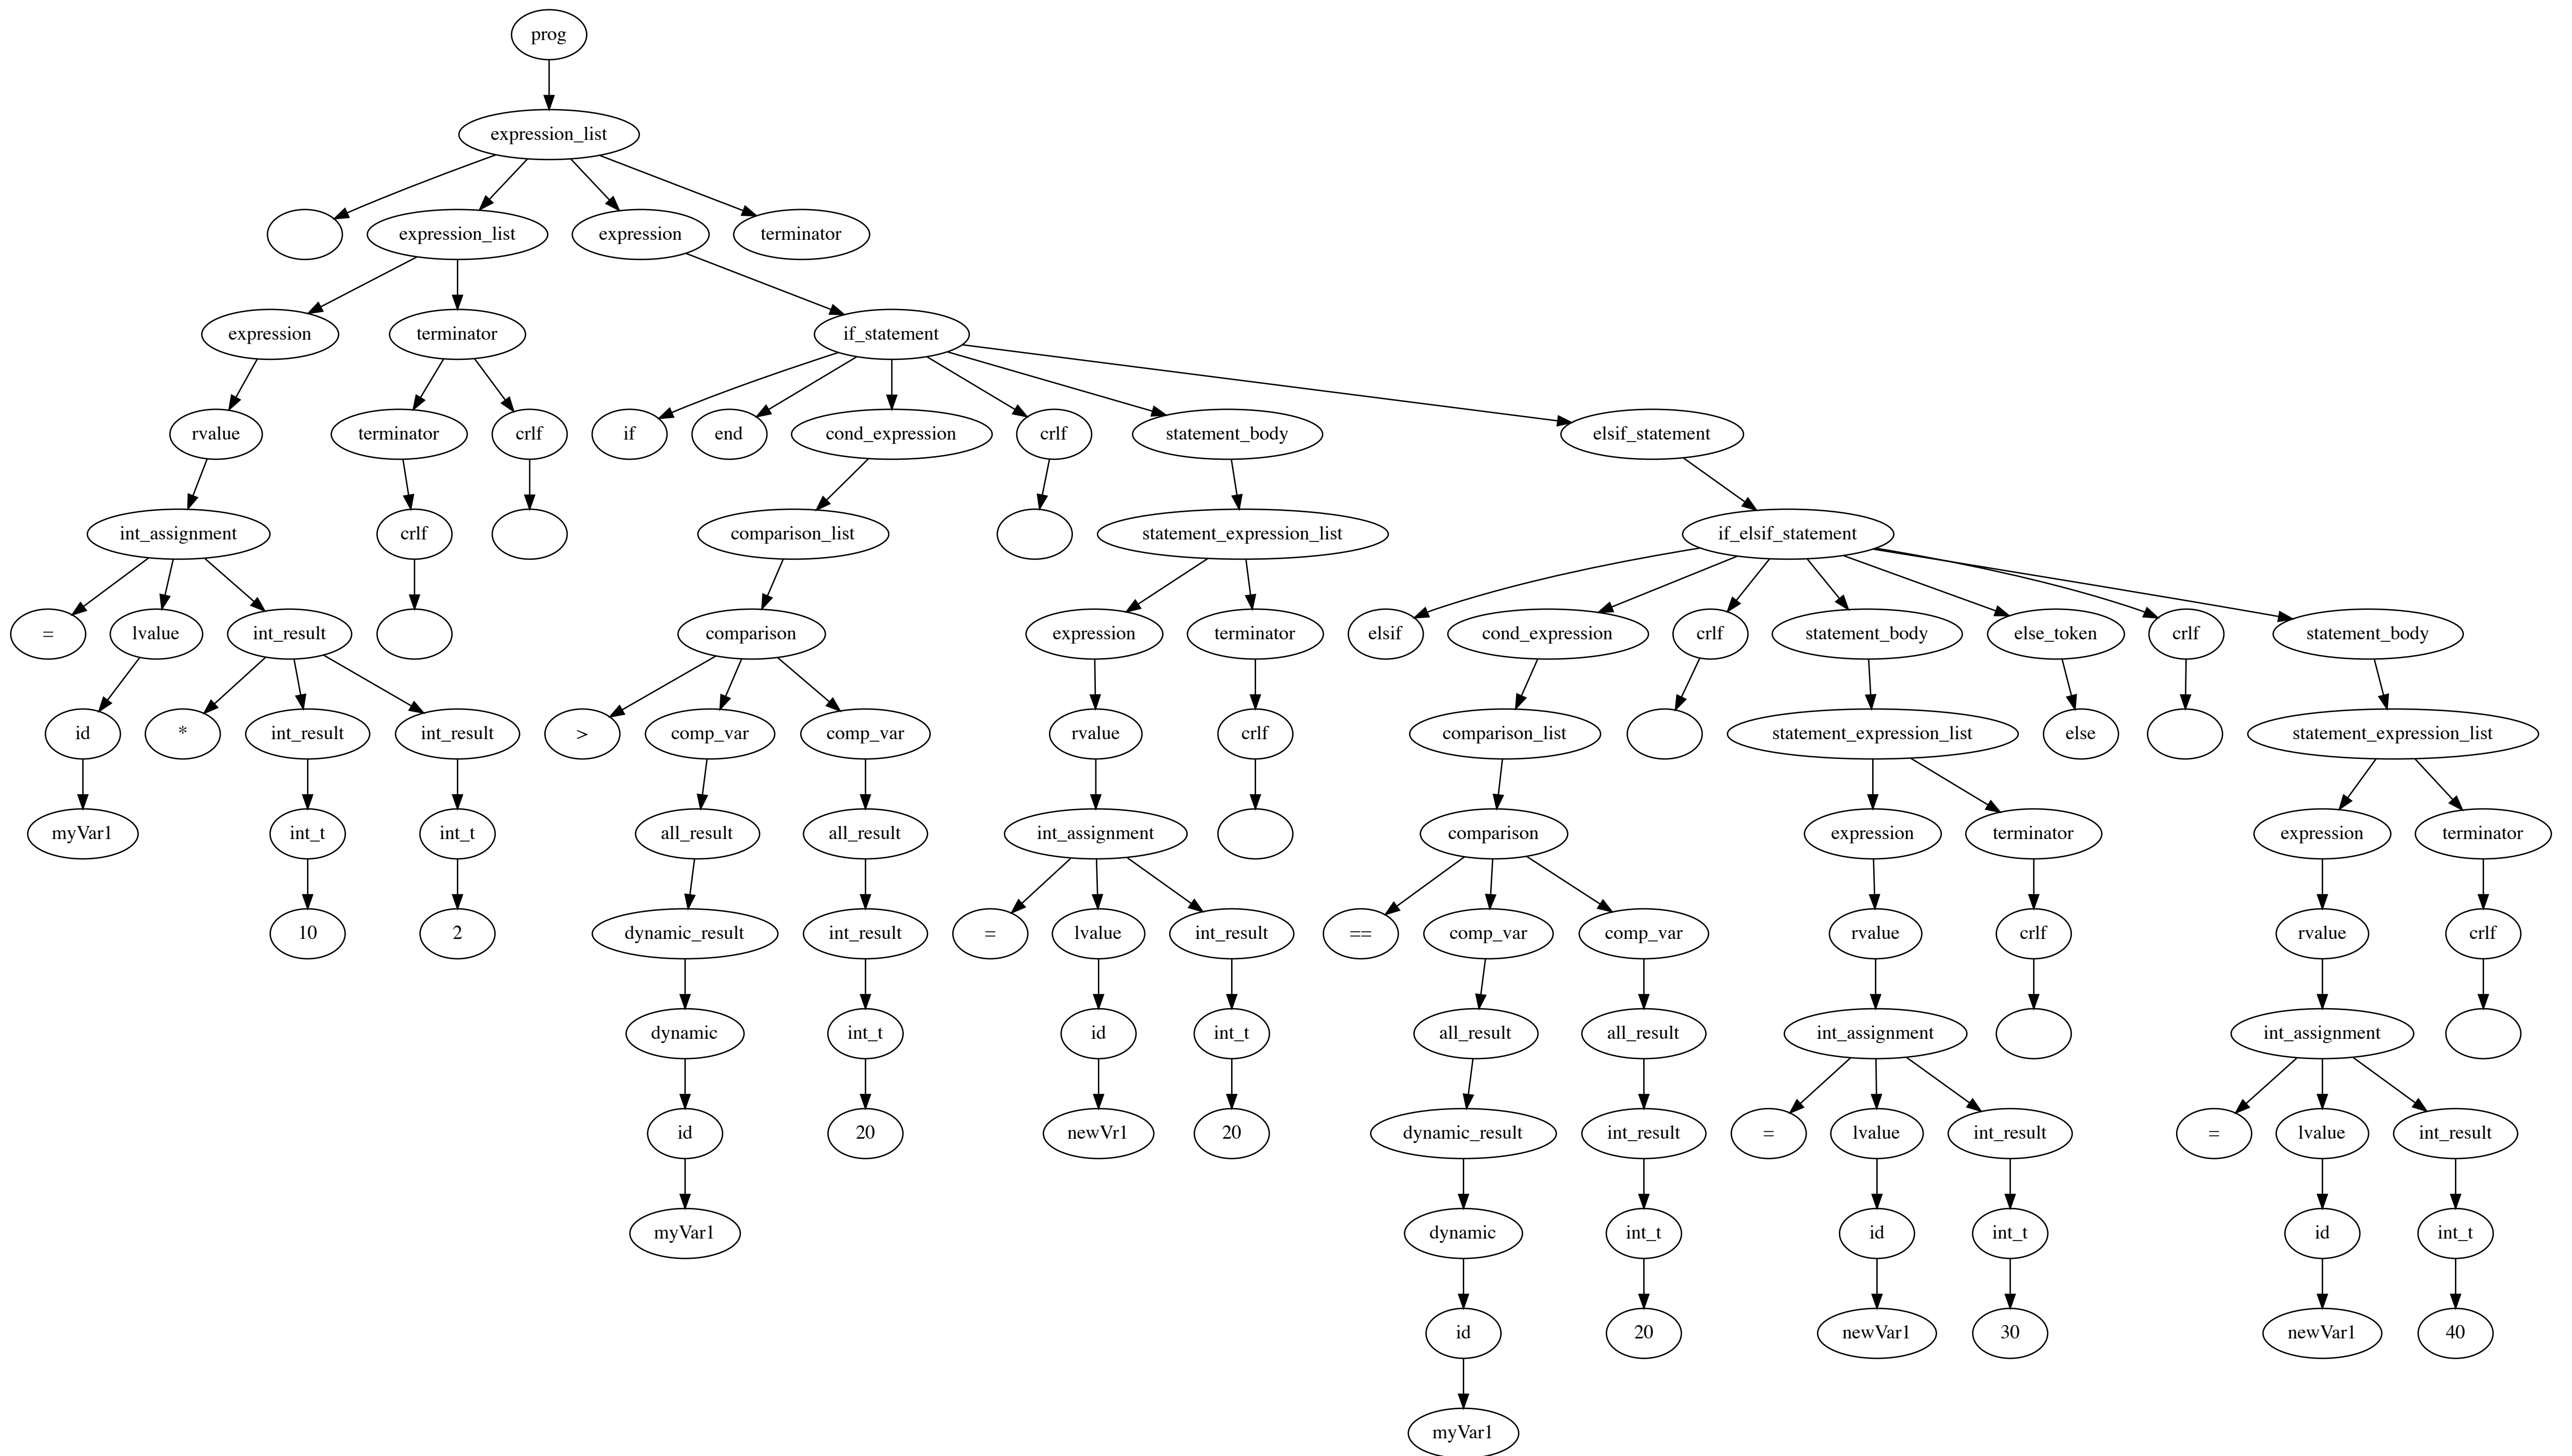 prog
expression_list
expression_list expression terminator
expression terminator if_statement
rvalue terminator crlf if end cond_expression crlf statement_body elsif_statement
int_assignment crlf comparison_list statement_expression_list if_elsif_statement
= lvalue int_result comparison expression terminator elsif cond_expression crlf statement_body else_token crlf statement_body
id * int_result int_result > comp_var comp_var rvalue crlf comparison_list statement_expression_list else statement_expression_list
myVar1 int_t int_t all_result all_result int_assignment comparison expression terminator expression terminator
10 2 dynamic_result int_result = lvalue int_result == comp_var comp_var rvalue crlf rvalue crlf
dynamic int_t id int_t all_result all_result int_assignment int_assignment
id 20 newVr1 20 dynamic_result int_result = lvalue int_result = lvalue int_result
myVar1 dynamic int_t id int_t id int_t
id 20 newVar1 30 newVar1 40
myVar1